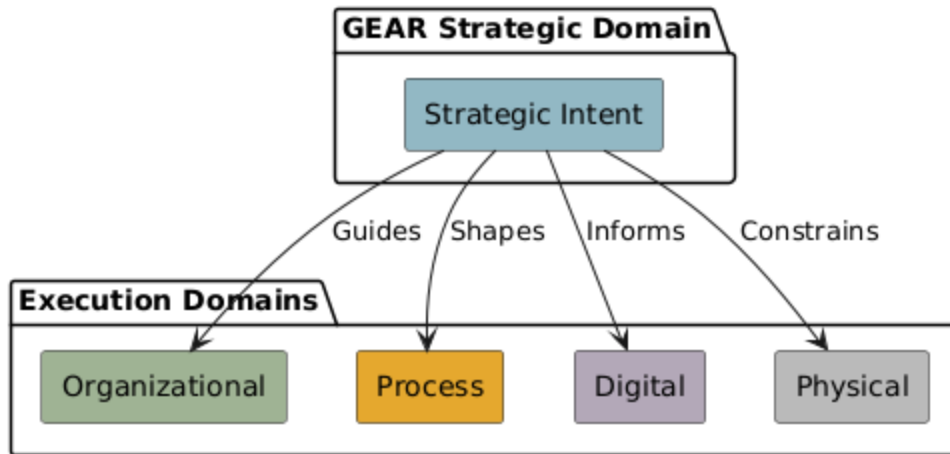 GEAR Strategic Domain
Strategic Intent
Guides
Shapes
Informs
Constrains
Execution Domains
Organizational
Process
Digital
Physical